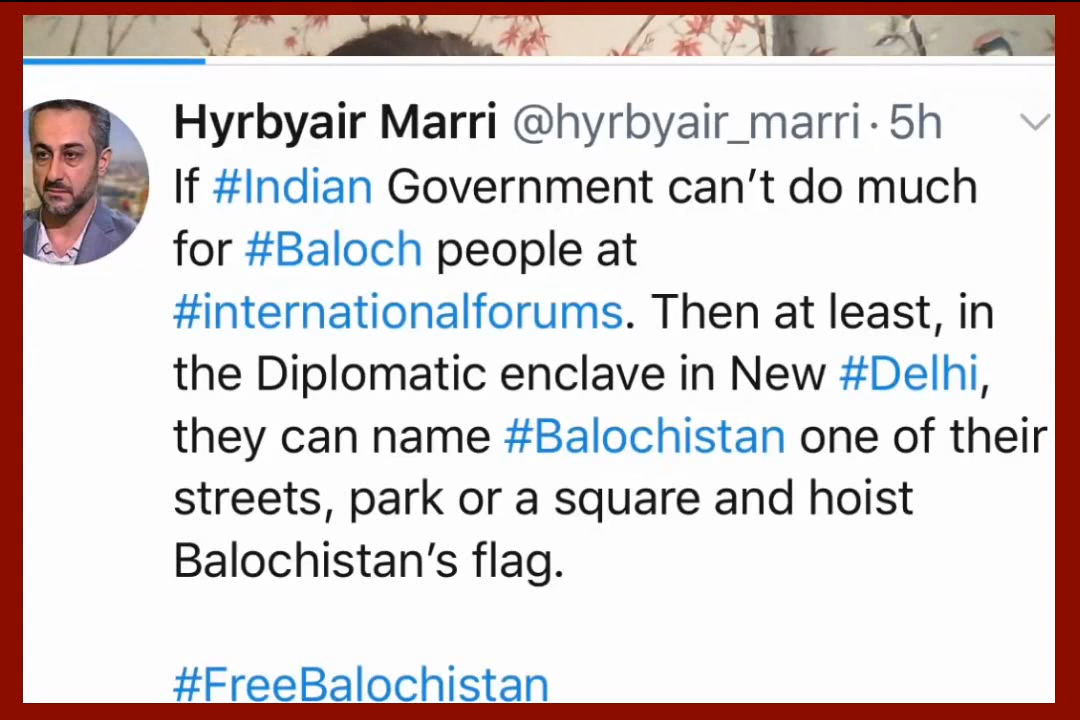 Hyrbyair Marri @hyrbyair_marri · 5h
If #Indian Government can’t do much
for #Baloch people at
#internationalforums. Then at least, in
the Diplomatic enclave in New #Delhi,
they can name #Balochistan one of their
streets, park or a square and hoist
Balochistan’s flag.
#FreeBalochistan